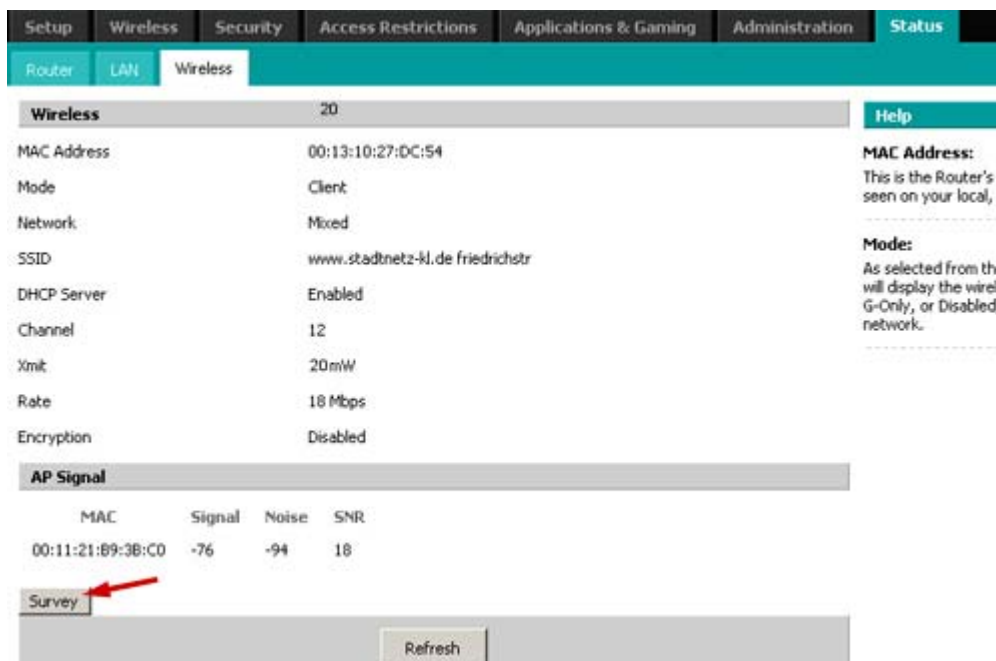 Setup Wireless Security Access Restrictions Applications & Gaming Administration Status
Router LAN Wireless
Wireless 20
MAC Address 00:13:10:27:DC:54
Mode Client
Network Mixed
SSID www.stadtnetz-kl.de friedrichstr
DHCP Server Enabled
Channel 12
Xmit 20mW
Rate 18 Mbps
Encryption Disabled
AP Signal
MAC Signal Noise SNR
00:11:21:B9:3B:C0 -76 -94 18
Survey
Refresh
Help
MAC Address:
This is the Router's
seen on your local,
Mode:
As selected from th
will display the wirel
G-Only, or Disabled
network.